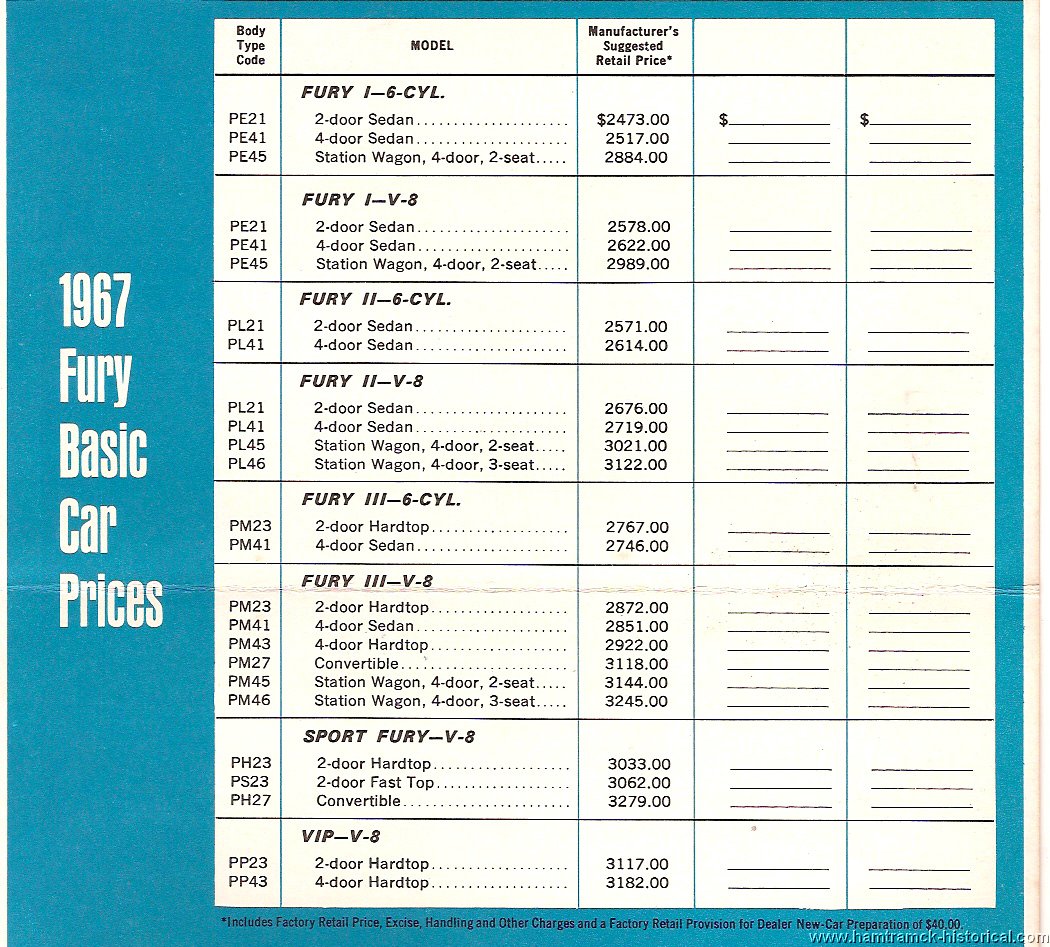 1967
Fury
Basic
Car
Prices
Body Type Code MODEL Manufacturer's Suggested Retail Price*
FURY I—6-CYL.
PE21 2-door Sedan..................... $2473.00 $ $
PE41 4-door Sedan..................... 2517.00
PE45 Station Wagon, 4-door, 2-seat..... 2884.00
FURY I—V-8
PE21 2-door Sedan..................... 2578.00
PE41 4-door Sedan..................... 2622.00
PE45 Station Wagon, 4-door, 2-seat..... 2989.00
FURY II—6-CYL.
PL21 2-door Sedan..................... 2571.00
PL41 4-door Sedan..................... 2614.00
FURY II—V-8
PL21 2-door Sedan..................... 2676.00
PL41 4-door Sedan..................... 2719.00
PL45 Station Wagon, 4-door, 2-seat..... 3021.00
PL46 Station Wagon, 4-door, 3-seat..... 3122.00
FURY III—6-CYL.
PM23 2-door Hardtop................... 2767.00
PM41 4-door Sedan..................... 2746.00
FURY III—V-8
PM23 2-door Hardtop................... 2872.00
PM41 4-door Sedan..................... 2851.00
PM43 4-door Hardtop................... 2922.00
PM27 Convertible....................... 3118.00
PM45 Station Wagon, 4-door, 2-seat..... 3144.00
PM46 Station Wagon, 4-door, 3-seat..... 3245.00
SPORT FURY—V-8
PH23 2-door Hardtop................... 3033.00
PS23 2-door Fast Top.................. 3062.00
PH27 Convertible....................... 3279.00
VIP—V-8
PP23 2-door Hardtop................... 3117.00
PP43 4-door Hardtop................... 3182.00
*Includes Factory Retail Price, Excise, Handling and Other Charges and a Factory Retail Provision for Dealer New-Car Preparation of $40.00.
www.hamtramck-historical.com